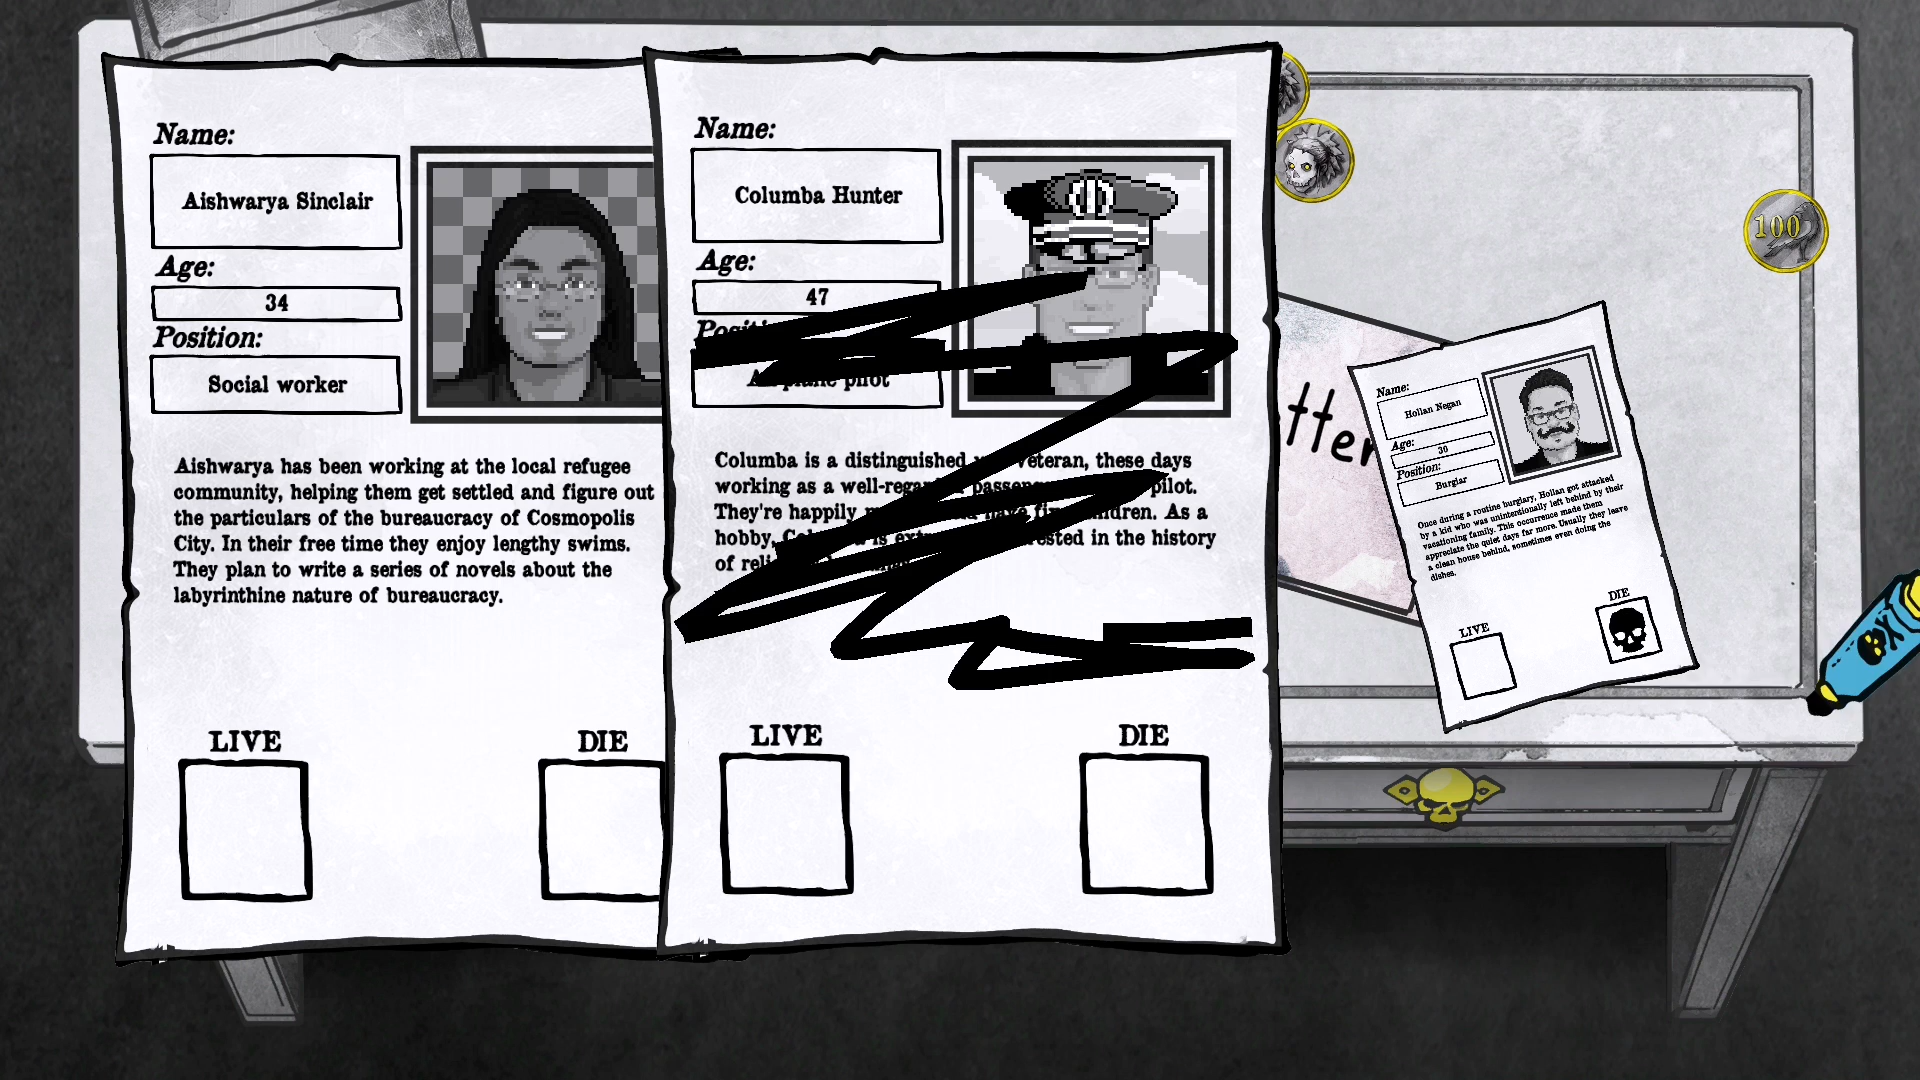 Name:
Aishwarya Sinclair
Age:
34
Position:
Social worker
Aishwarya has been working at the local refugee
community, helping them get settled and figure out
the particulars of the bureaucracy of Cosmopolis
City. In their free time they enjoy lengthy swims.
They plan to write a series of novels about the
labyrinthine nature of bureaucracy.
LIVE
DIE
Name:
Columba Hunter
Age:
47
pilot
Columba is a distinguished veteran, these days
working as a pilot.
They're happily have As a
hobby, is in the history
of
LIVE
DIE
100
Name:
Hollan Negan
Age:
30
Position:
Burglar
Once during a routine burglary, Hollan got attacked
by a kid who was unintentionally left behind by their
vacationing family. This occurrence made them
appreciate the quiet days far more. Usually they leave
a clean house behind, sometimes even doing the
dishes.
LIVE
DIE